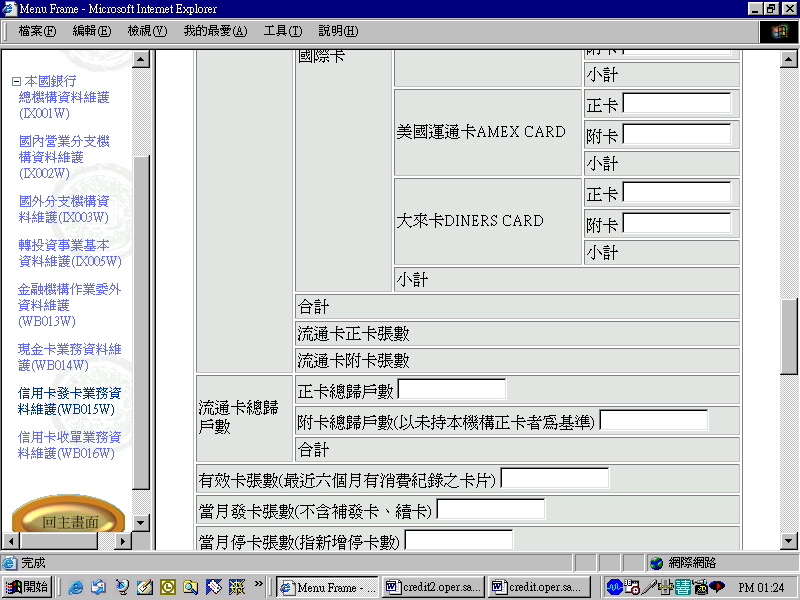 Menu Frame - Microsoft Internet Explorer
檔案(F) 編輯(E) 檢視(V) 我的最愛(A) 工具(T) 說明(H)
本國銀行
總機構資料維護
(IX001W)
國內營業分支機
構資料維護
(IX002W)
國外分支機構資
料維護(IX003W)
轉投資事業基本
資料維護(IX005W)
金融機構作業委外
資料維護
(WB013W)
現金卡業務資料維
護(WB014W)
信用卡發卡業務資
料維護(WB015W)
信用卡收單業務資
料維護(WB016W)
回主畫面
國際卡
附卡
小計
美國運通卡AMEX CARD
正卡
附卡
小計
大來卡DINERS CARD
正卡
附卡
小計
小計
合計
流通卡正卡張數
流通卡附卡張數
流通卡總歸
戶數
正卡總歸戶數
附卡總歸戶數(以未持本機構正卡者為基準)
合計
有效卡張數(最近六個月有消費紀錄之卡片)
當月發卡張數(不含補發卡、續卡)
當月停卡張數(指新增停卡數)
完成
網際網路
開始
Menu Frame - ...
credit2.oper.sa...
credit.oper.sa...
PM 01:24